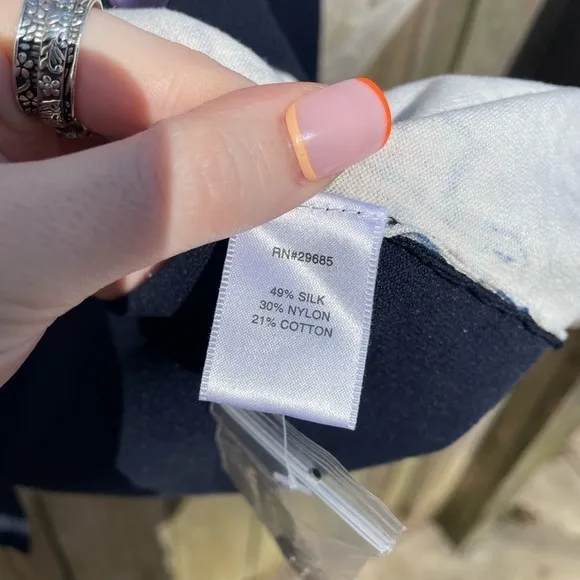 RN#29685
49% SILK
30% NYLON
21% COTTON